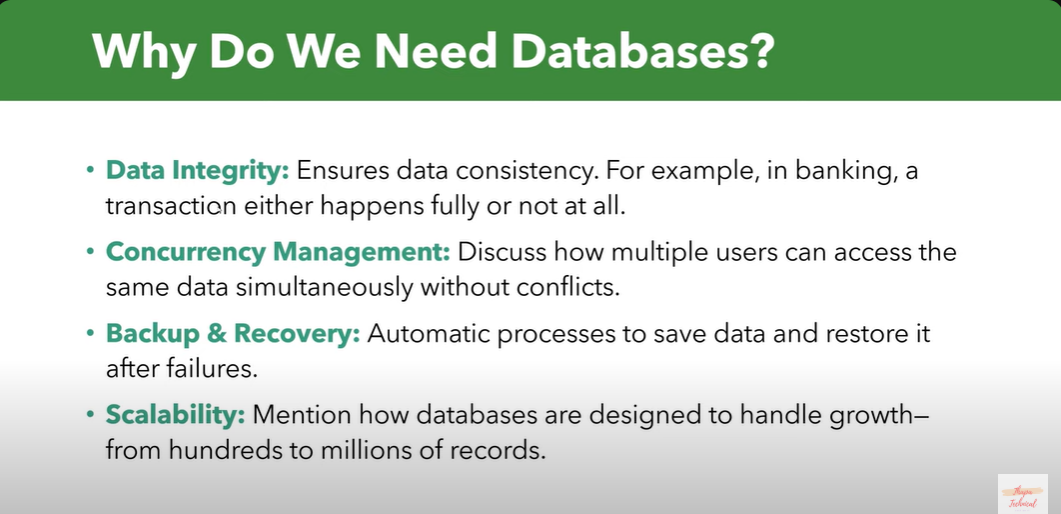 Why Do We Need Databases?
• Data Integrity: Ensures data consistency. For example, in banking, a
transaction either happens fully or not at all.
• Concurrency Management: Discuss how multiple users can access the
same data simultaneously without conflicts.
• Backup & Recovery: Automatic processes to save data and restore it
after failures.
• Scalability: Mention how databases are designed to handle growth—
from hundreds to millions of records.
Thapa
Technical